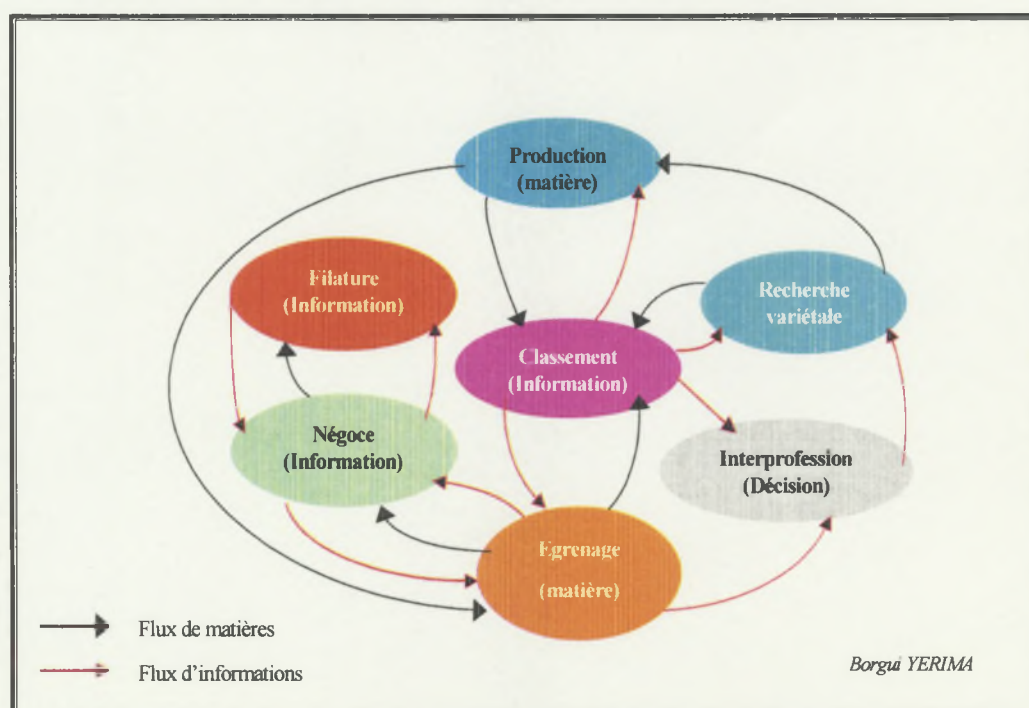 Production
(matière)
Filature
(Information)
Recherche
variétale
Classement
(Information)
Négoce
(Information)
Interprofession
(Décision)
Egrenage
(matière)
Flux de matières
Flux d'informations
Borgui YERIMA